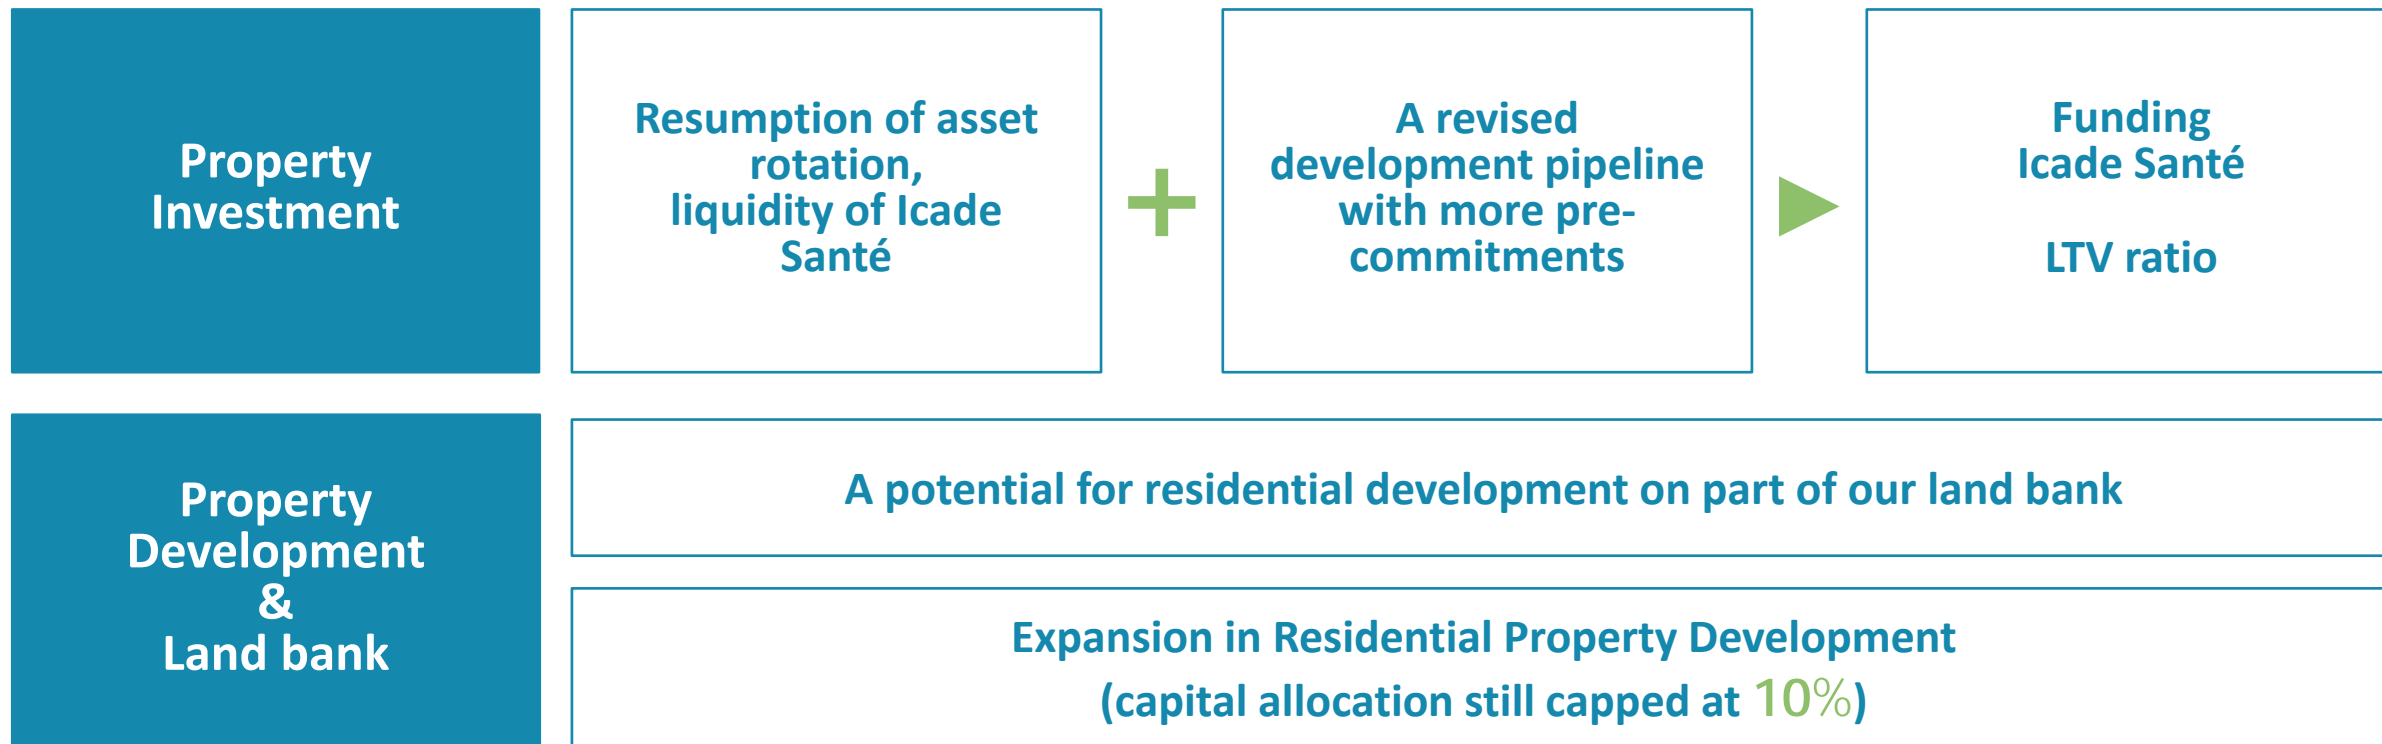 Property
Investment
Resumption of asset
rotation,
liquidity of Icade
Santé
+
A revised
development pipeline
with more pre-
commitments
Funding
Icade Santé
LTV ratio
Property
Development
&
Land bank
A potential for residential development on part of our land bank
Expansion in Residential Property Development
(capital allocation still capped at 10%)